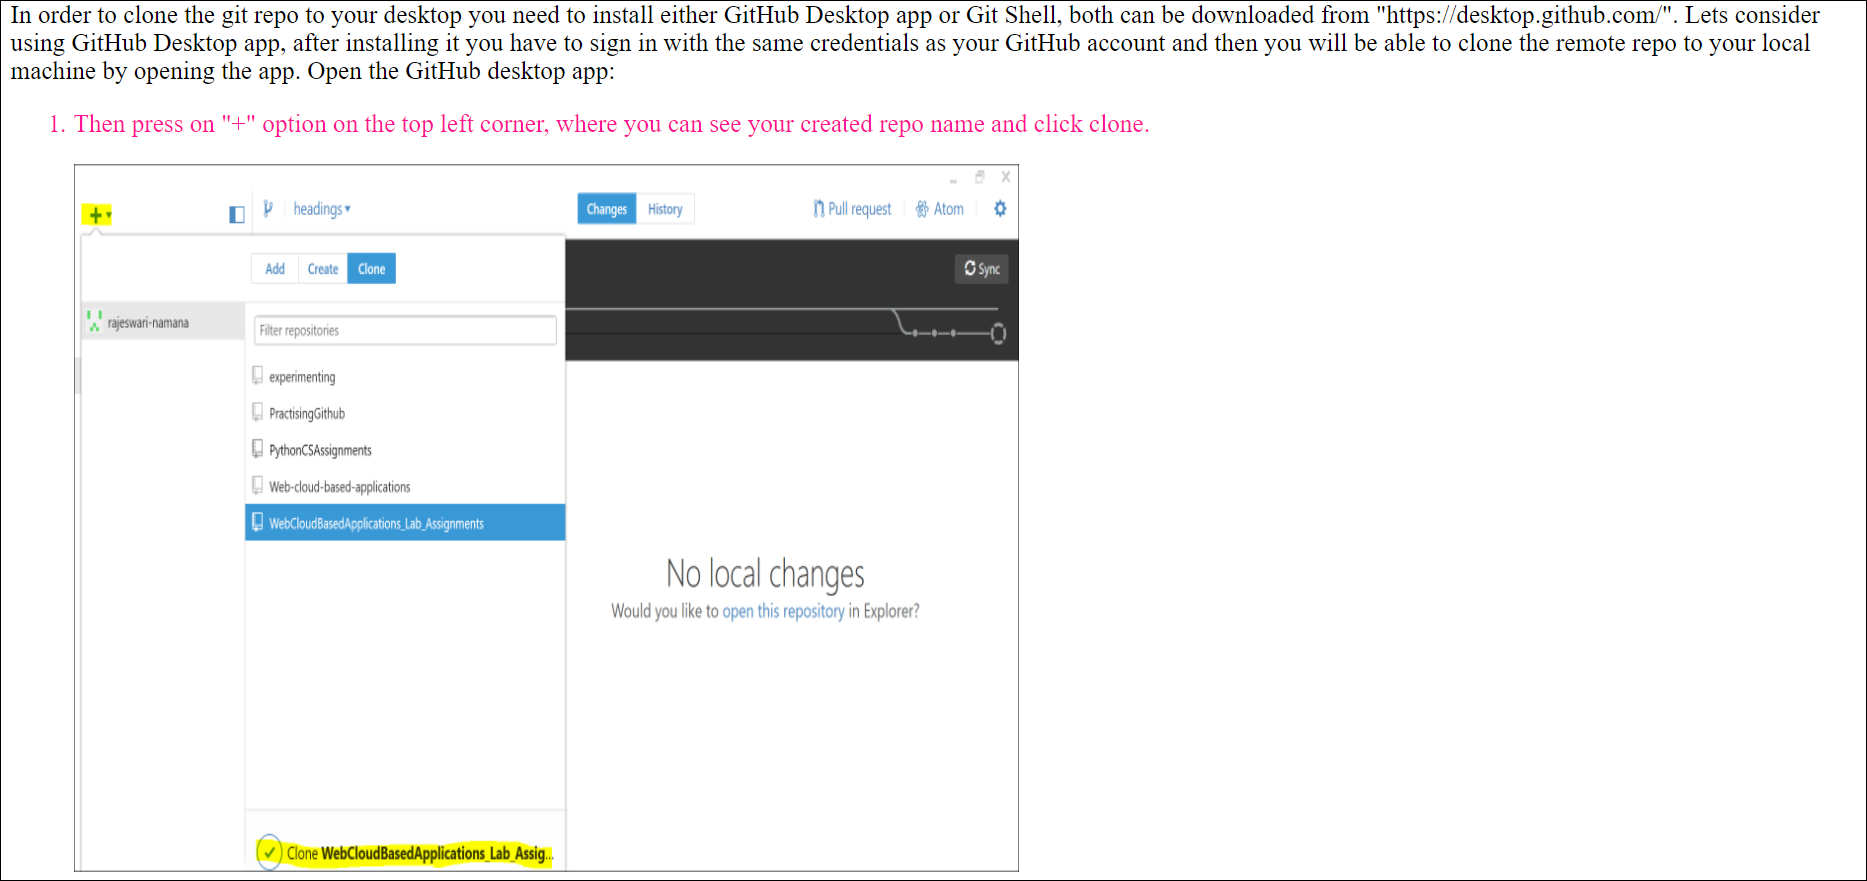 In order to clone the git repo to your desktop you need to install either GitHub Desktop app or Git Shell, both can be downloaded from "https://desktop.github.com/". Lets consider
using GitHub Desktop app, after installing it you have to sign in with the same credentials as your GitHub account and then you will be able to clone the remote repo to your local
machine by opening the app. Open the GitHub desktop app:
1. Then press on "+" option on the top left corner, where you can see your created repo name and click clone.
headings
Changes
History
Pull request
Atom
Add
Create
Clone
Sync
rajeswari-namana
Filter repositories
experimenting
PractisingGithub
PythonCSAssignments
Web-cloud-based-applications
WebCloudBasedApplications_Lab_Assignments
No local changes
Would you like to open this repository in Explorer?
Clone WebCloudBasedApplications_Lab_Assig...